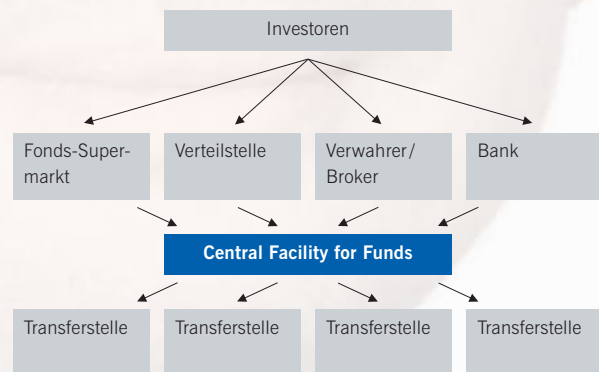 Investoren
Fonds-Super-
markt
Verteilstelle
Verwahrer/
Broker
Bank
Central Facility for Funds
Transferstelle
Transferstelle
Transferstelle
Transferstelle